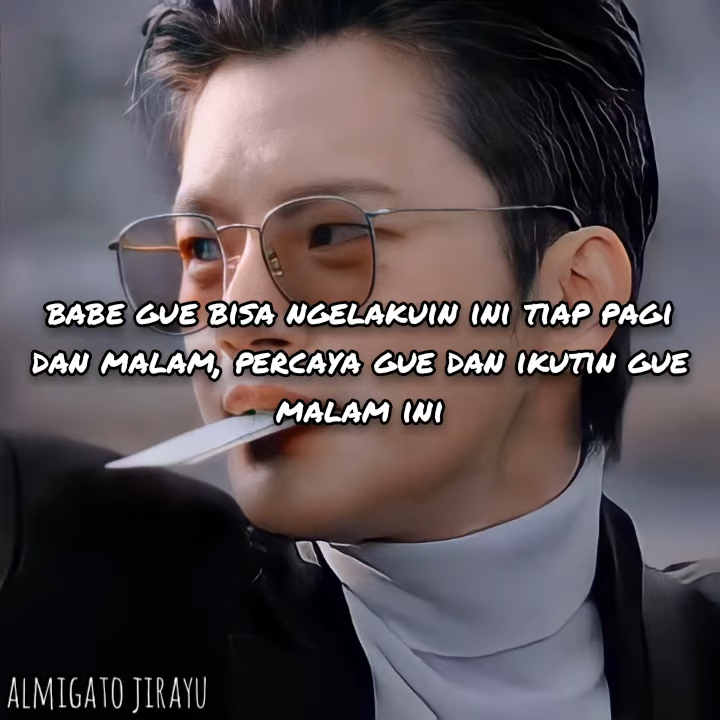 BABE GUE BISA NGELAKUIN INI TIAP PAGI
DAN MALAM, PERCAYA GUE DAN IKUTIN GUE
MALAM INI
ALMIGATO JIRAYU